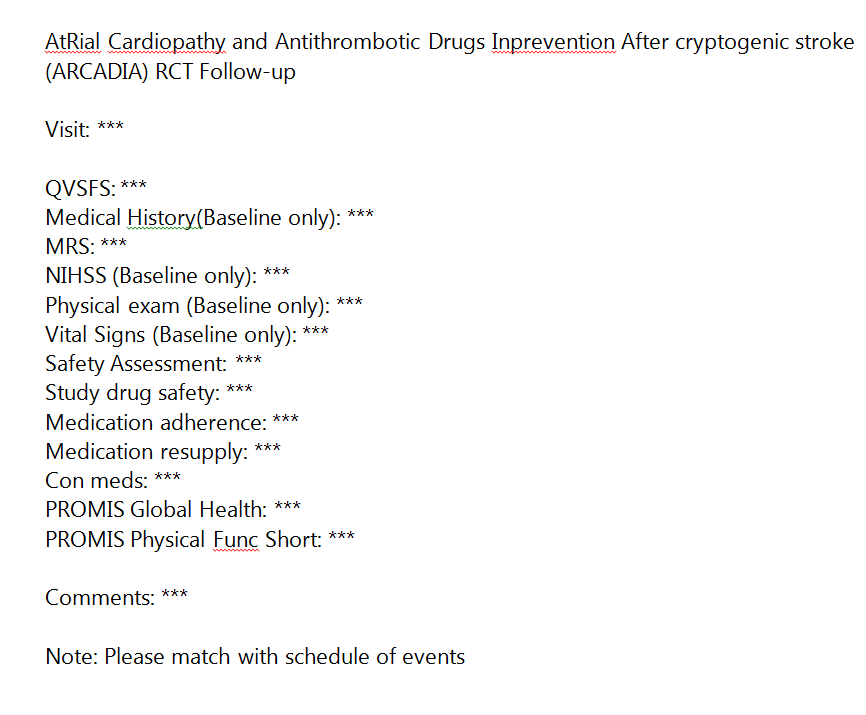 AtRial Cardiopathy and Antithrombotic Drugs Inprevention After cryptogenic stroke
(ARCADIA) RCT Follow-up
Visit: ***
QVSFS: ***
Medical History(Baseline only): ***
MRS: ***
NIHSS (Baseline only): ***
Physical exam (Baseline only): ***
Vital Signs (Baseline only): ***
Safety Assessment: ***
Study drug safety: ***
Medication adherence: ***
Medication resupply: ***
Con meds: ***
PROMIS Global Health: ***
PROMIS Physical Func Short: ***
Comments: ***
Note: Please match with schedule of events